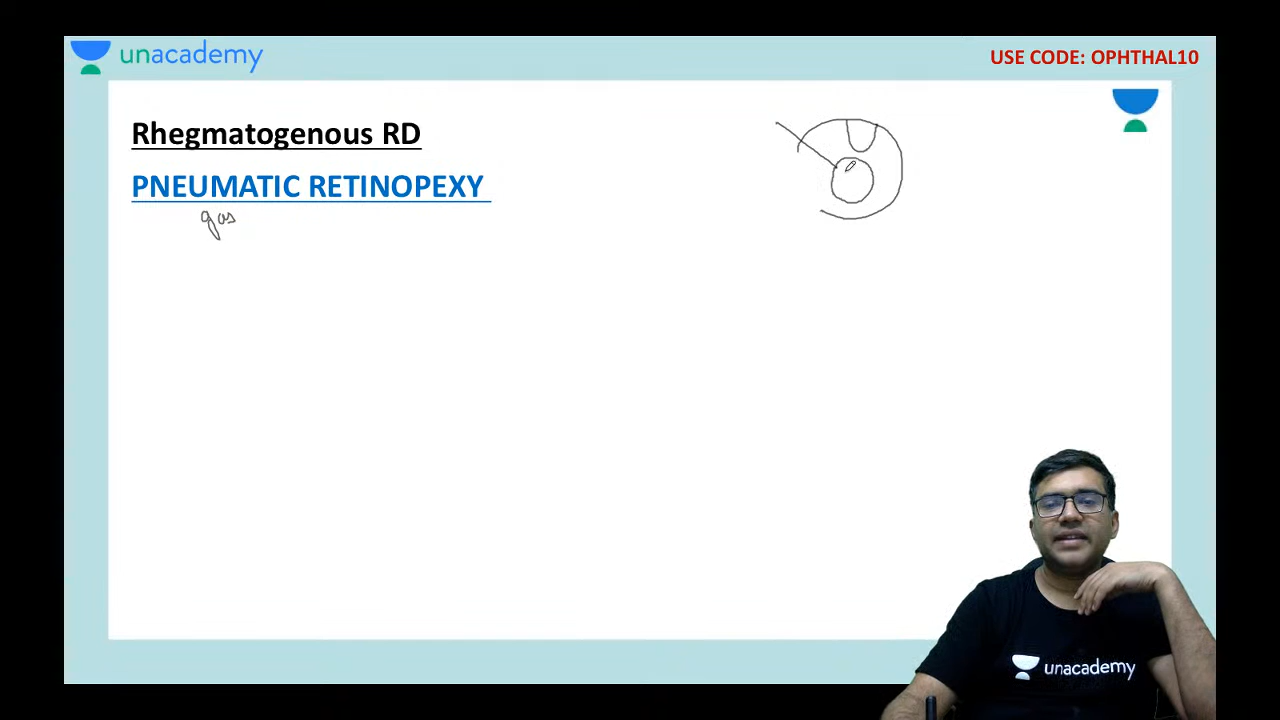 unacademy
USE CODE: OPHTHAL10
Rhegmatogenous RD
PNEUMATIC RETINOPEXY
gas
unacademy